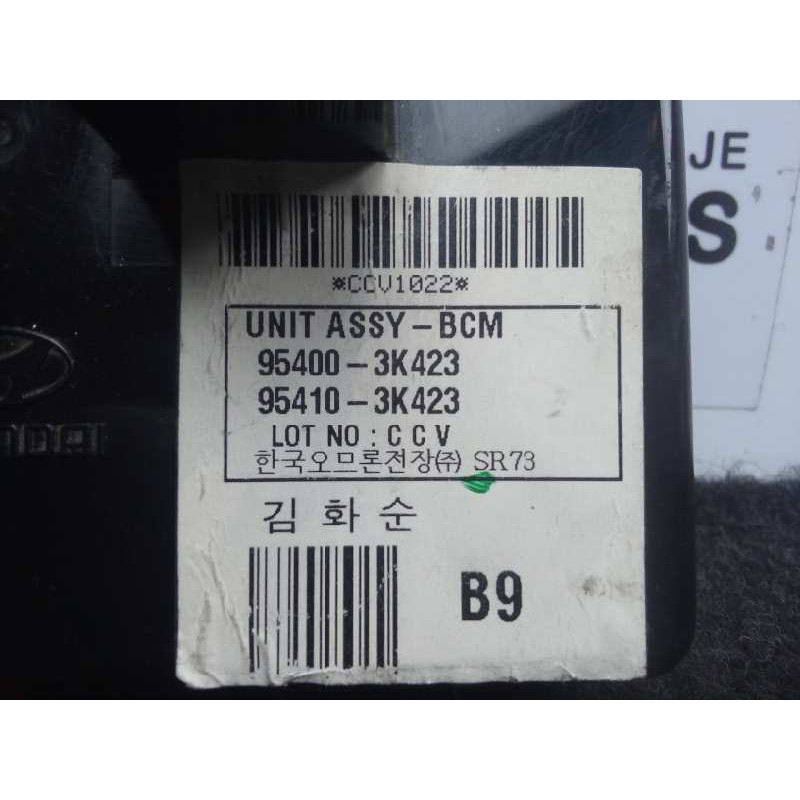 JE
S
*CCV1022*
UNIT ASSY-BCM
95400-3K423
95410-3K423
LOT NO : C C V
한국오므론전장㈜ SR73
김 화 순
B9